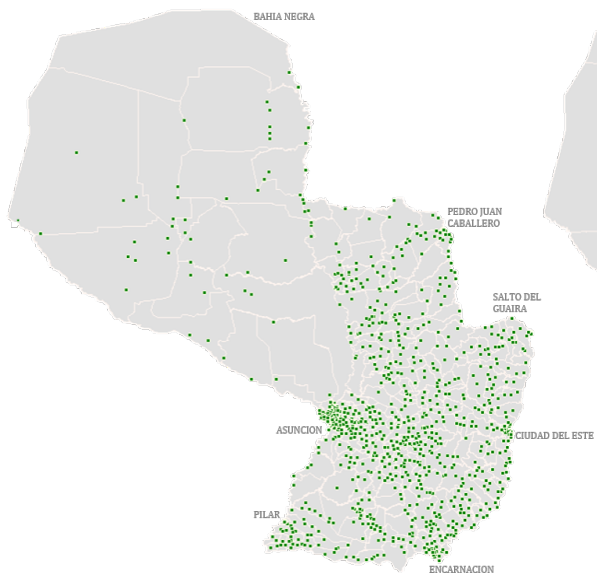 BAHIA NEGRA
PEDRO JUAN
CABALLERO
SALTO DEL
GUAIRA
ASUNCION
CIUDAD DEL ESTE
PILAR
ENCARNACION